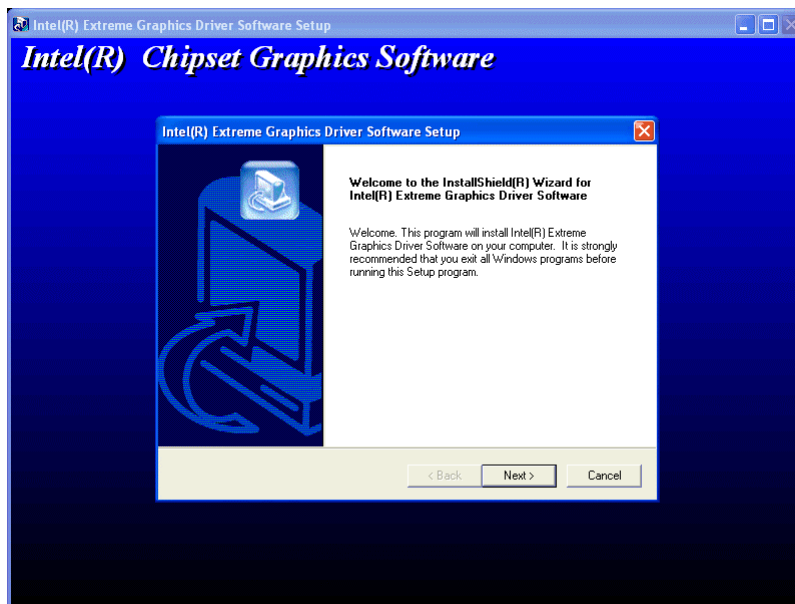 Intel(R) Extreme Graphics Driver Software Setup
Intel(R) Chipset Graphics Software
Intel(R) Extreme Graphics Driver Software Setup
Welcome to the InstallShield(R) Wizard for
Intel(R) Extreme Graphics Driver Software
Welcome. This program will install Intel(R) Extreme
Graphics Driver Software on your computer. It is strongly
recommended that you exit all Windows programs before
running this Setup program.
< Back Next > Cancel